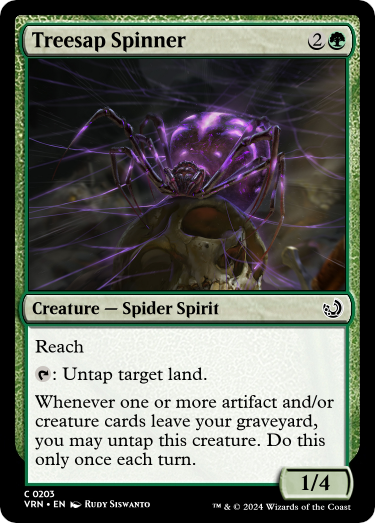 Treesap Spinner 2
Creature — Spider Spirit
Reach
: Untap target land.
Whenever one or more artifact and/or
creature cards leave your graveyard,
you may untap this creature. Do this
only once each turn.
1/4
C 0203
VRN • EN Rudy Siswanto
™ & © 2024 Wizards of the Coast